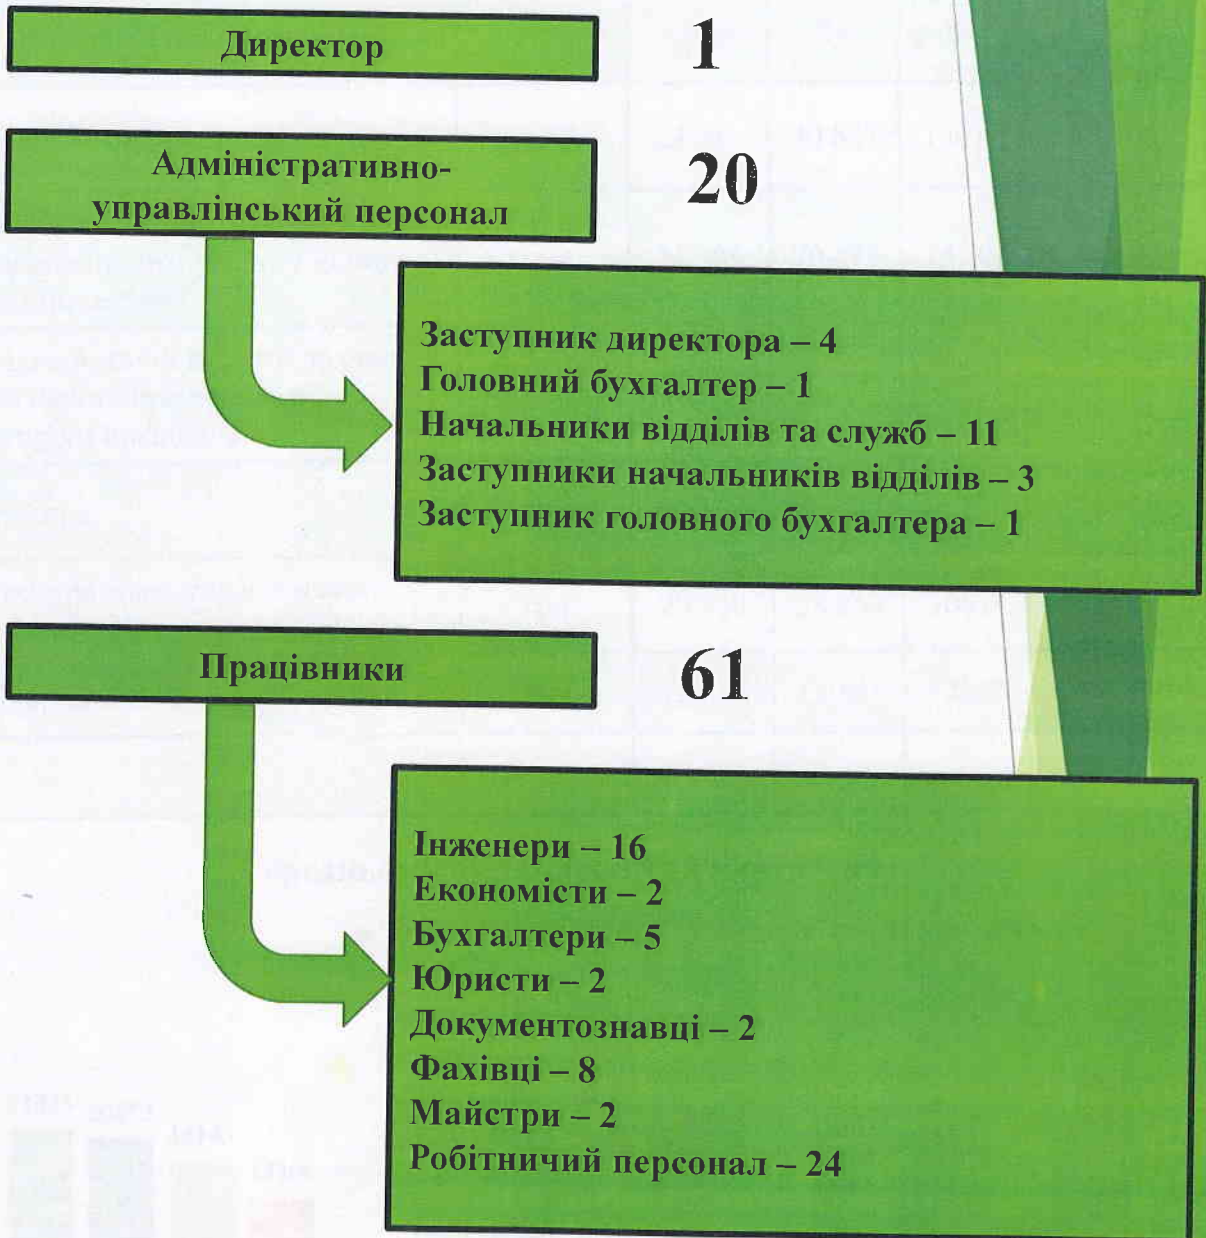 Директор
1
Адміністративно-
управлінський персонал
20
Заступник директора – 4
Головний бухгалтер – 1
Начальники відділів та служб – 11
Заступники начальників відділів – 3
Заступник головного бухгалтера – 1
Працівники
61
Інженери – 16
Економісти – 2
Бухгалтери – 5
Юристи – 2
Документознавці – 2
Фахівці – 8
Майстри – 2
Робітничий персонал – 24